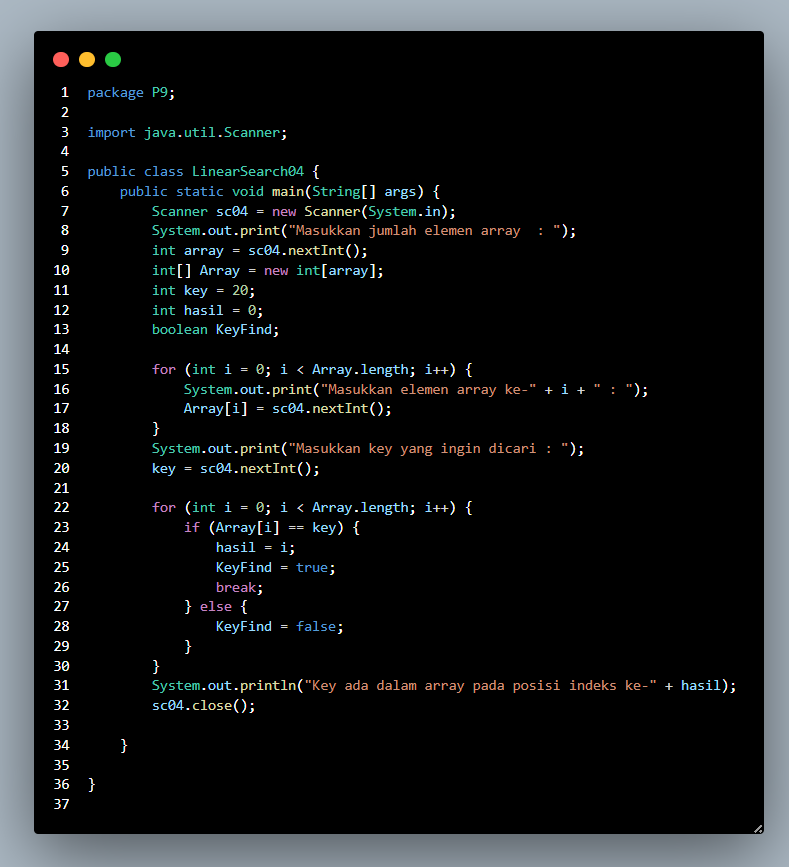 1 package P9;
2
3 import java.util.Scanner;
4
5 public class LinearSearch04 {
6     public static void main(String[] args) {
7         Scanner sc04 = new Scanner(System.in);
8         System.out.print("Masukkan jumlah elemen array  : ");
9         int array = sc04.nextInt();
10         int[] Array = new int[array];
11         int key = 20;
12         int hasil = 0;
13         boolean KeyFind;
14
15         for (int i = 0; i < Array.length; i++) {
16             System.out.print("Masukkan elemen array ke-" + i + " : ");
17             Array[i] = sc04.nextInt();
18         }
19         System.out.print("Masukkan key yang ingin dicari : ");
20         key = sc04.nextInt();
21
22         for (int i = 0; i < Array.length; i++) {
23             if (Array[i] == key) {
24                 hasil = i;
25                 KeyFind = true;
26                 break;
27             } else {
28                 KeyFind = false;
29             }
30         }
31         System.out.println("Key ada dalam array pada posisi indeks ke-" + hasil);
32         sc04.close();
33
34     }
35
36 }
37